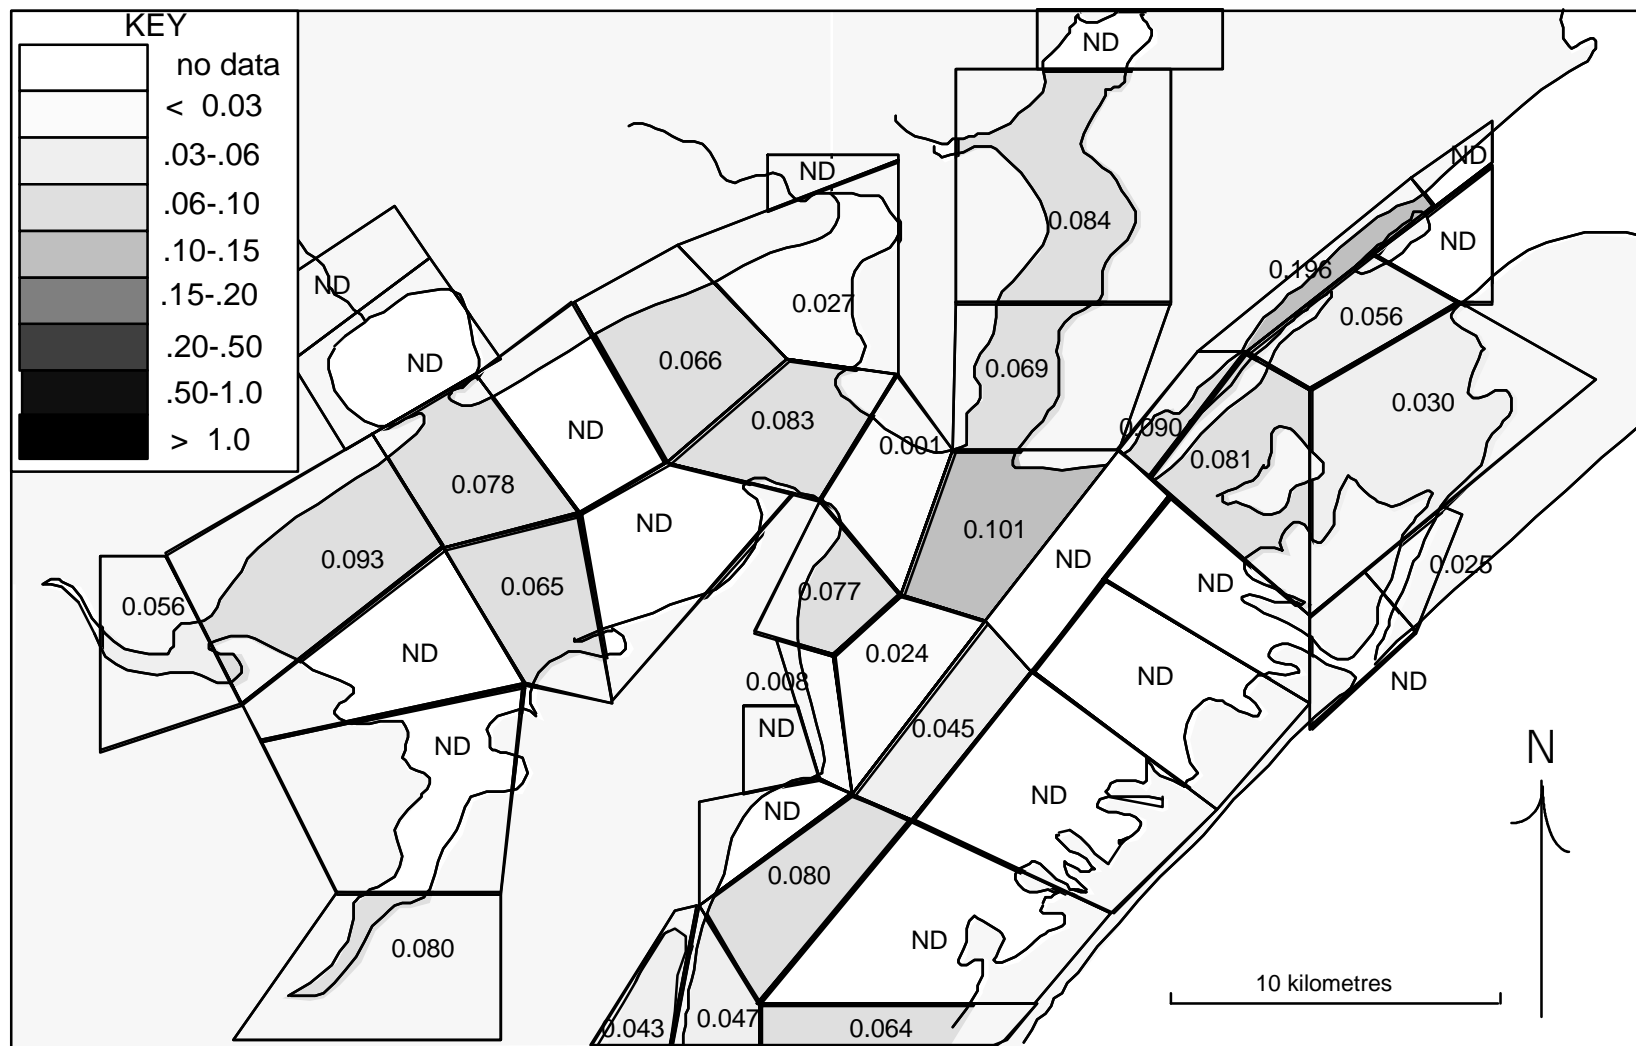 KEY
no data
< 0.03
.03-.06
.06-.10
.10-.15
.15-.20
.20-.50
.50-1.0
> 1.0
ND
ND
ND
0.084
ND
0.196
ND
0.027
0.056
ND
0.066
0.069
0.030
0.083
0.090
ND
0.001
0.081
0.078
ND
0.101
0.093
ND
0.025
0.065
0.077
ND
0.056
ND
0.024
0.008
ND
ND
ND
ND
0.045
N
ND
ND
0.080
0.080
ND
10 kilometres
0.043
0.047
0.064